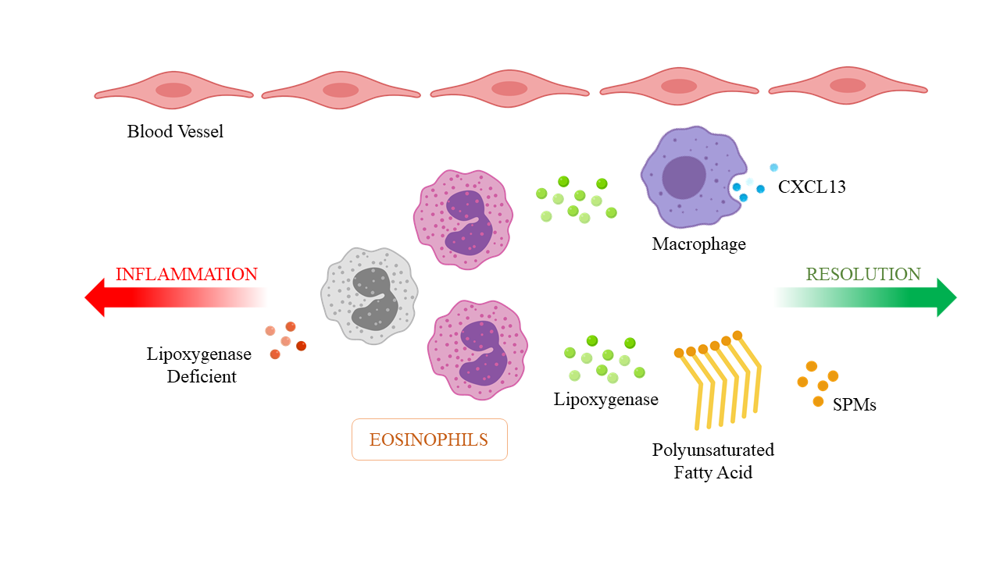 Blood Vessel
CXCL13
Macrophage
INFLAMMATION
RESOLUTION
Lipoxygenase
Deficient
Lipoxygenase
SPMs
EOSINOPHILS
Polyunsaturated
Fatty Acid